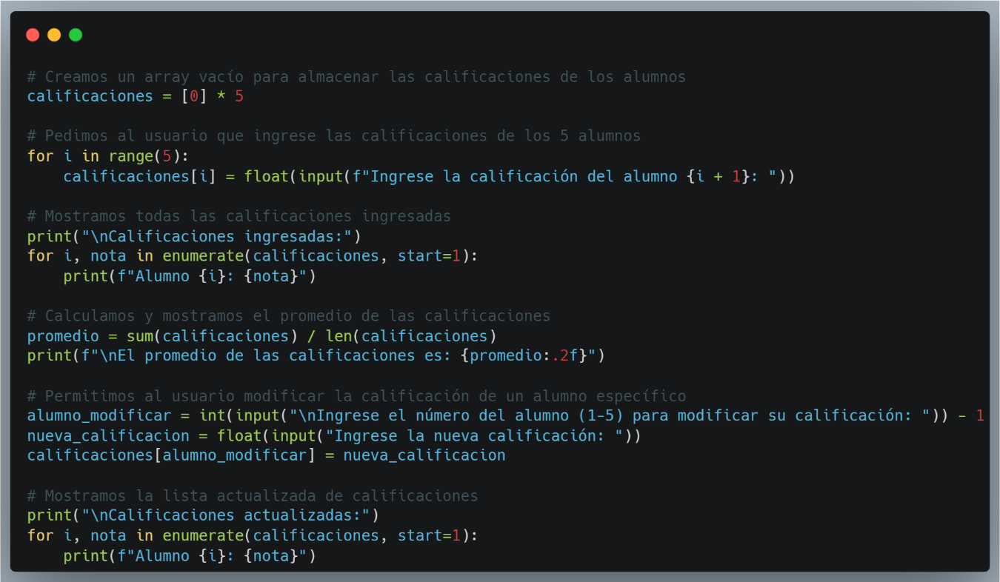 # Creamos un array vacío para almacenar las calificaciones de los alumnos
calificaciones = [0] * 5
# Pedimos al usuario que ingrese las calificaciones de los 5 alumnos
for i in range(5):
    calificaciones[i] = float(input(f"Ingrese la calificación del alumno {i + 1}: "))
# Mostramos todas las calificaciones ingresadas
print("\nCalificaciones ingresadas:")
for i, nota in enumerate(calificaciones, start=1):
    print(f"Alumno {i}: {nota}")
# Calculamos y mostramos el promedio de las calificaciones
promedio = sum(calificaciones) / len(calificaciones)
print(f"\nEl promedio de las calificaciones es: {promedio:.2f}")
# Permitimos al usuario modificar la calificación de un alumno específico
alumno_modificar = int(input("\nIngrese el número del alumno (1-5) para modificar su calificación: ")) - 1
nueva_calificacion = float(input("Ingrese la nueva calificación: "))
calificaciones[alumno_modificar] = nueva_calificacion
# Mostramos la lista actualizada de calificaciones
print("\nCalificaciones actualizadas:")
for i, nota in enumerate(calificaciones, start=1):
    print(f"Alumno {i}: {nota}")